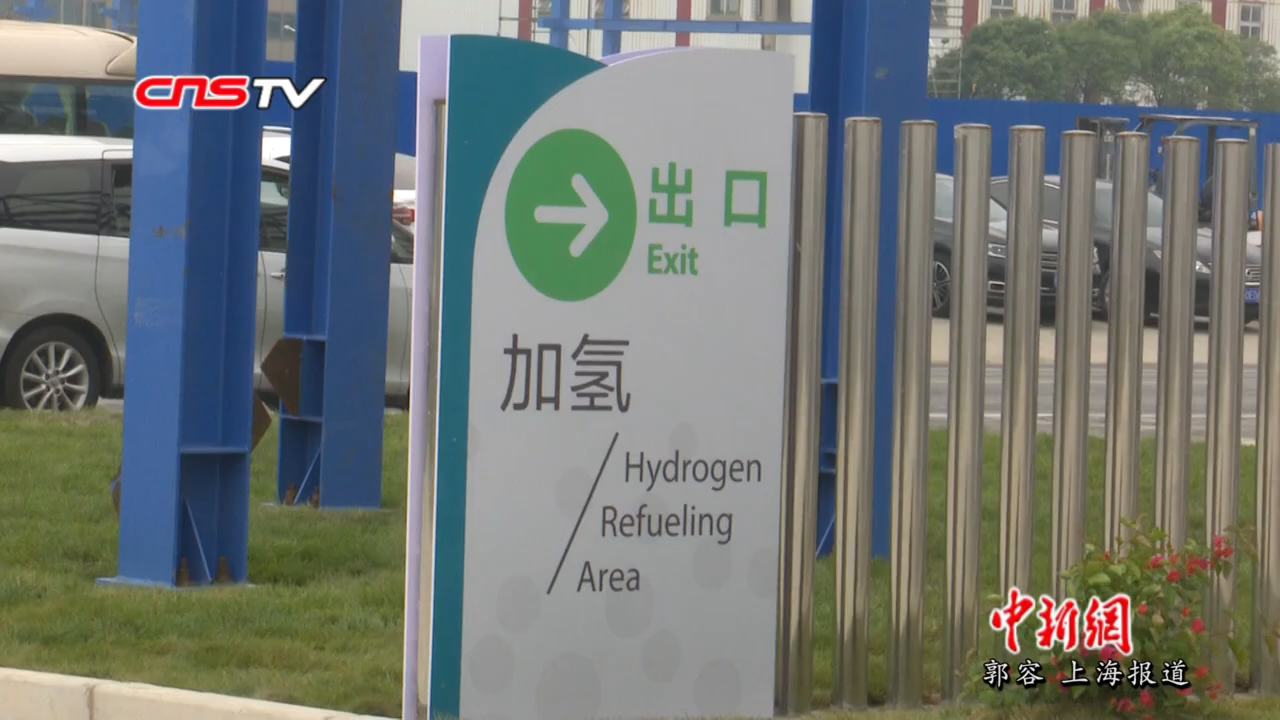 CNSTV
出口
Exit
加氢
Hydrogen
Refueling
Area
中新網
郭容 上海报道